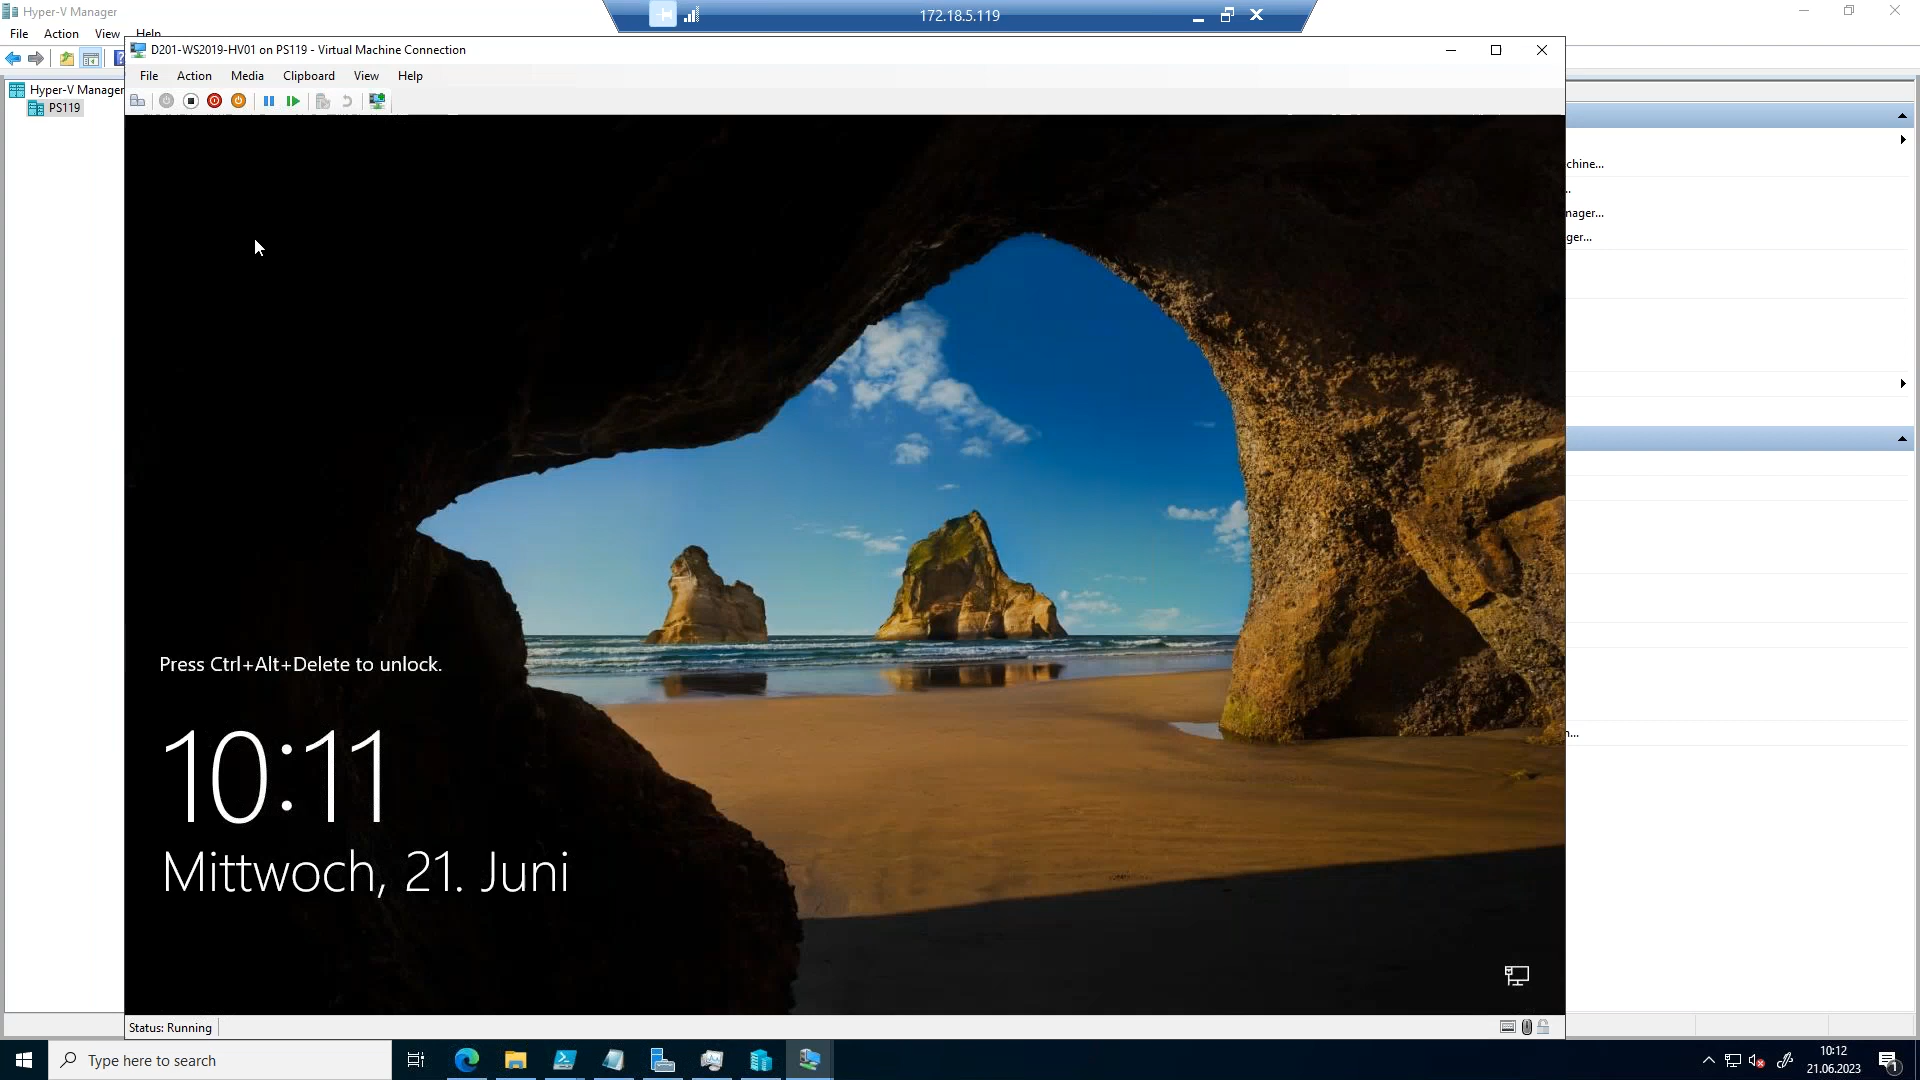 Hyper-V Manager
172.18.5.119
File Action View Help
D201-WS2019-HV01 on PS119 - Virtual Machine Connection
File Action Media Clipboard View Help
Hyper-V Manager
PS119
chine...
...
nager...
ger...
n...
Press Ctrl+Alt+Delete to unlock.
10:11
Mittwoch, 21. Juni
Status: Running
Type here to search
10:12
21.06.2023
1